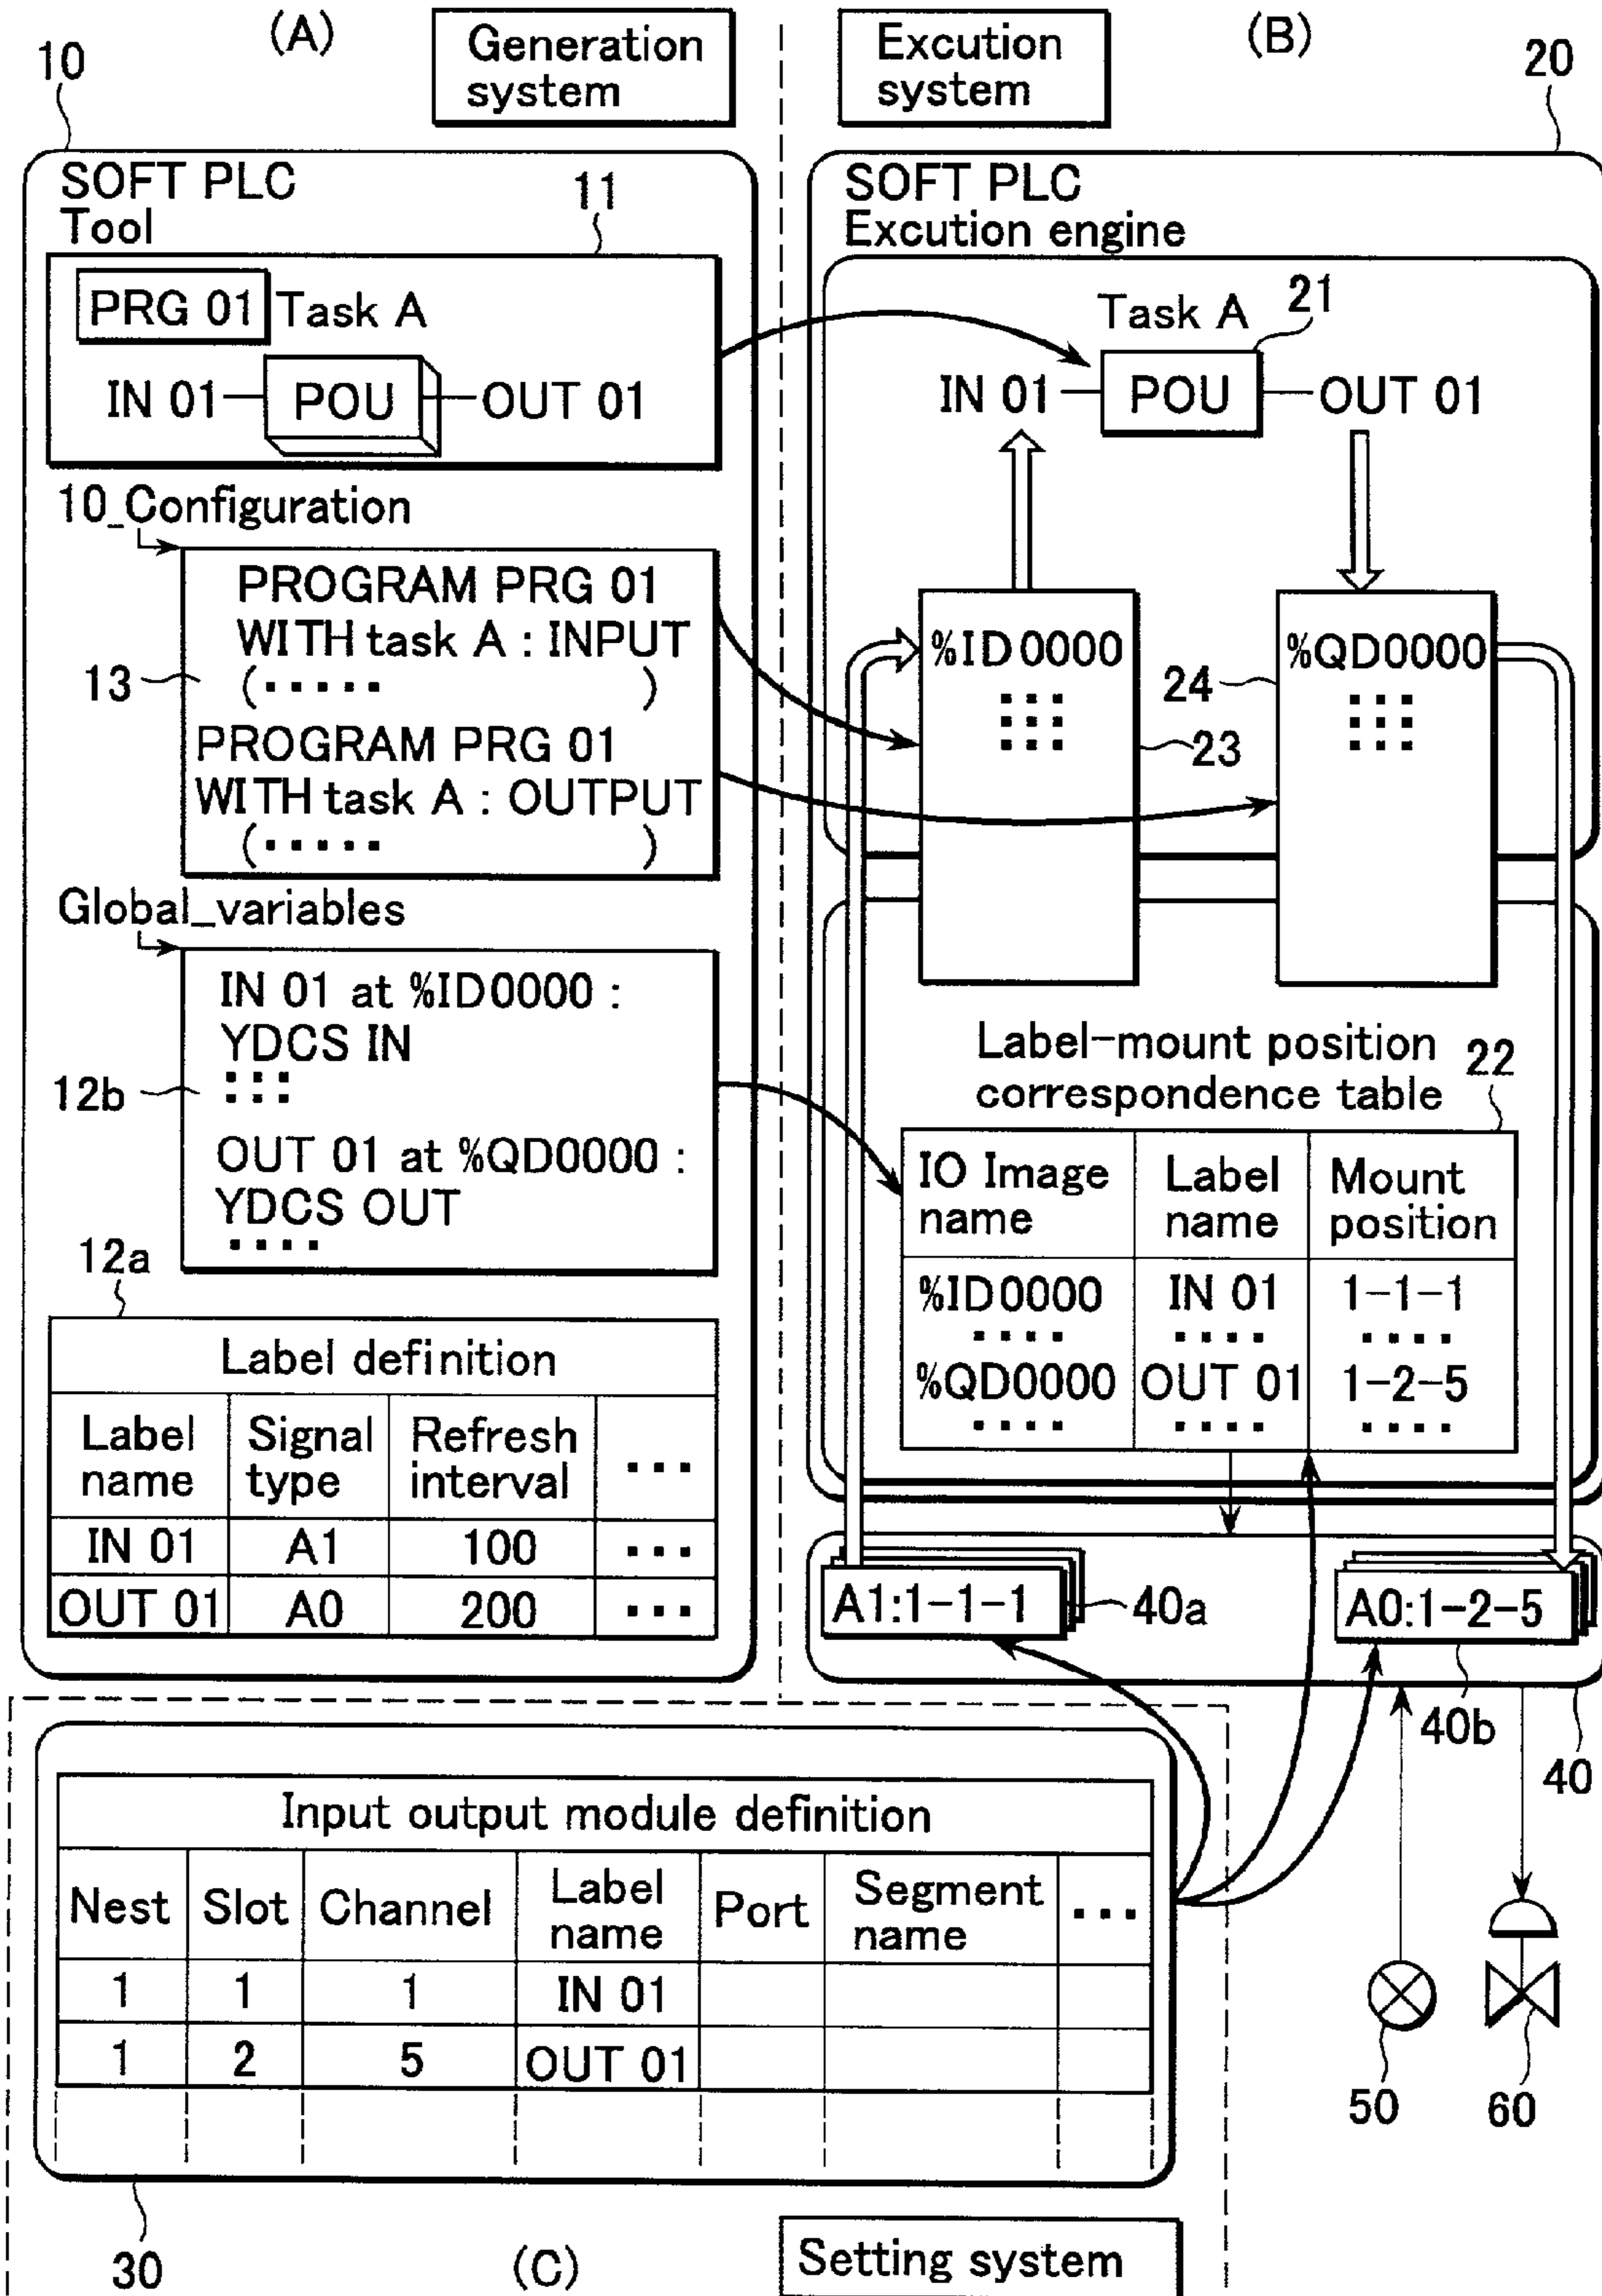 (A)
Generation
system
10
SOFT PLC
Tool
11
PRG 01 Task A
IN 01 POU OUT 01
10_Configuration
PROGRAM PRG 01
WITH task A : INPUT
(▪▪▪▪▪ )
PROGRAM PRG 01
WITH task A : OUTPUT
(▪▪▪▪▪ )
13
Global_variables
IN 01 at %ID0000 :
YDCS IN
⋮⋮⋮
OUT 01 at %QD0000 :
YDCS OUT
▪▪▪▪
12b
12a
Label definition
Label name Signal type Refresh interval ▪▪▪
IN 01 A1 100 ▪▪▪
OUT 01 A0 200 ▪▪▪
Excution
system
(B)
20
SOFT PLC
Excution engine
Task A 21
IN 01 POU OUT 01
%ID0000
23
%QD0000
24
Label-mount position
correspondence table
22
IO Image name Label name Mount position
%ID0000 IN 01 1-1-1
▪▪▪▪ ▪▪▪▪ ▪▪▪▪
%QD0000 OUT 01 1-2-5
▪▪▪▪ ▪▪▪▪ ▪▪▪▪
A1:1-1-1 40a
A0:1-2-5
40b
40
50
60
Input output module definition
Nest Slot Channel Label name Port Segment name ▪▪▪
1 1 1 IN 01
1 2 5 OUT 01
30
(C)
Setting system